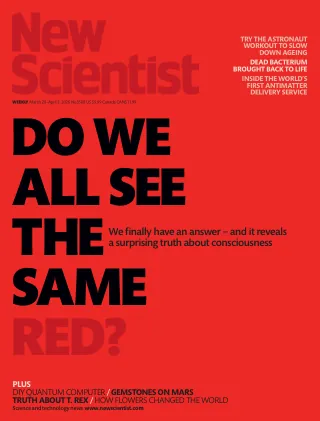 New
Scientist
TRY THE ASTRONAUT
WORKOUT TO SLOW
DOWN AGEING
DEAD BACTERIUM
BROUGHT BACK TO LIFE
INSIDE THE WORLD'S
FIRST ANTIMATTER
DELIVERY SERVICE
WEEKLY
DO WE
ALL SEE
THE
We finally have an answer – and it reveals
a surprising truth about consciousness
SAME
RED?
PLUS
DIY QUANTUM COMPUTER / GEMSTONES ON MARS
TRUTH ABOUT T. REX / HOW FLOWERS CHANGED THE WORLD
Science and technology news www.newscientist.com